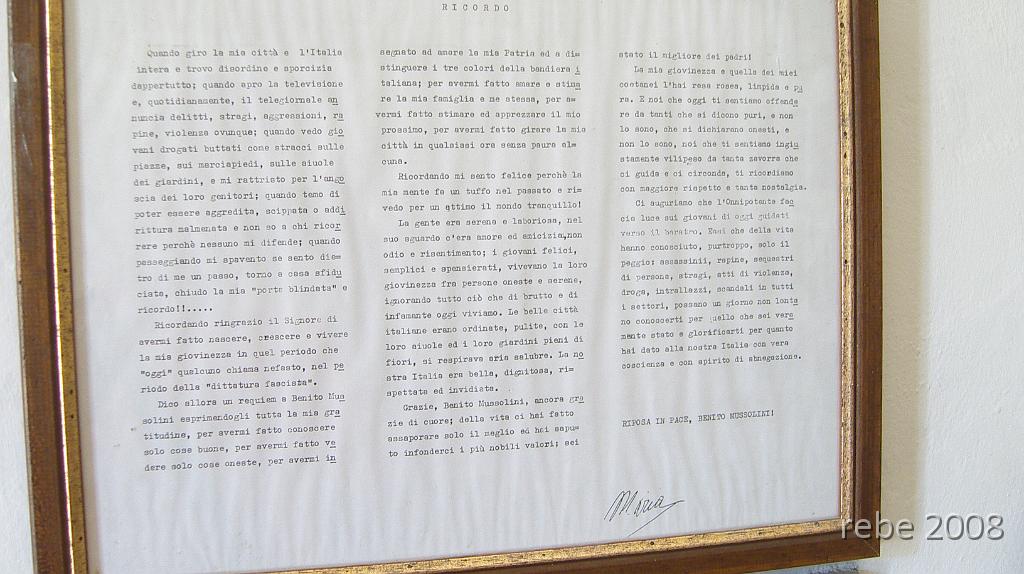 RICORDO
Quando giro la mia città e l'Italia
intera e trovo disordine e sporcizia
dappertutto; quando apro la televisione
e, quotidianamente, il telegiornale an
nuncia delitti, stragi, aggressioni, ra
pine, violenza ovunque; quando vedo gio
vani drogati buttati come stracci sulle
piazze, sui marciapiedi, sulle aiuole
dei giardini, e mi rattristo per l'ango
scia dei loro genitori; quando temo di
poter essere aggredita, scippata o addi
rittura malmenata e non so a chi ricor
rere perchè nessuno mi difende; quando
passeggiando mi spavento se sento die=
tro di me un passo, torno a casa sfidu
ciata, chiudo la mia "porta blindata" e
ricordo!!.....
Ricordando ringrazio il Signore di
avermi fatto nascere, crescere e vivere
la mia giovinezza in quel periodo che
"oggi" qualcuno chiama nefasto, nel pe
riodo della "dittatura fascista".
Dico allora un requiem a Benito Mus
solini esprimendogli tutta la mia gra
titudine, per avermi fatto conoscere
solo cose buone, per avermi fatto ve
dere solo cose oneste, per avermi in
segnato ad amare la mia Patria ed a di=
stinguere i tre colori della bandiera i
taliana; per avermi fatto amare e stima
re la mia famiglia e me stessa, per a=
vermi fatto stimare ed apprezzare il mio
prossimo, per avermi fatto girare la mia
città in qualsiasi ora senza paura al=
cuna.
Ricordando mi sento felice perchè la
mia mente fa un tuffo nel passato e ri=
vedo per un attimo il mondo tranquillo!
La gente era serena e laboriosa, nel
suo sguardo c'era amore ed amicizia,non
odio e risentimento; i giovani felici,
semplici e spensierati, vivevano la loro
giovinezza fra persone oneste e serene,
ignorando tutto ciò che di brutto e di
infamante oggi viviamo. Le belle città
italiane erano ordinate, pulite, con le
loro aiuole ed i loro giardini pieni di
fiori, si respirava aria salubre. La no
stra Italia era bella, dignitosa, ri=
spettata ed invidiata.
Grazie, Benito Mussolini, ancora gra
zie di cuore; della vita ci hai fatto
assaporare solo il meglio ed hai sapu=
to infonderci i più nobili valori; sei
stato il migliore dei padri!
La mia giovinezza e quella dei miei
coetanei l'hai resa rosea, limpida e pu
ra. E noi che oggi ti sentiamo offende
re da tanti che si dicono puri, e non
lo sono, che si dichiarano onesti, e
non lo sono, noi che ti sentiamo ingiu
stamente vilipeso da tanta zavorra che
ci guida e ci circonda, ti ricordiamo
con maggiore rispetto e tanta nostalgia.
Ci auguriamo che l'Onnipotente fac
cia luce sui giovani di oggi guidati
verso il baratro. Essi che della vita
hanno conosciuto, purtroppo, solo il
peggio: assassinii, rapine, sequestri
di persona, stragi, atti di violenza,
droga, intrallazzi, scandali in tutti
i settori, possano un giorno non lonta
no conoscerti per quello che sei vera
mente stato e glorificarti per quanto
hai dato alla nostra Italia con vera
coscienza e con spirito di abnegazione.
RIPOSA IN PACE, BENITO MUSSOLINI!
Miria
rebe 2008